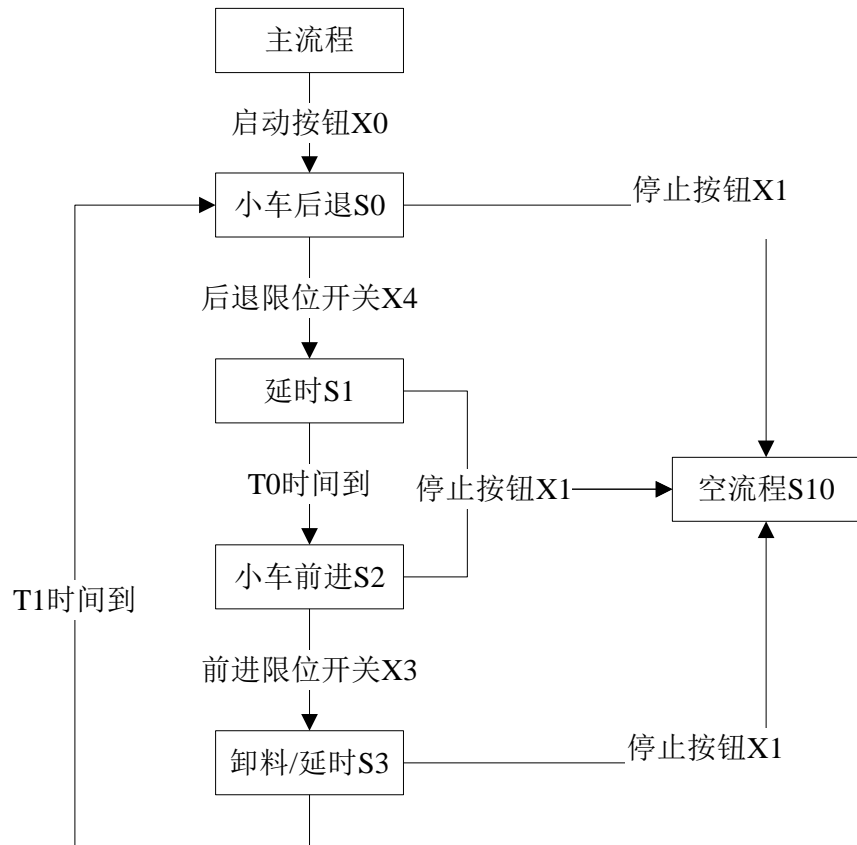 主流程
启动按钮X0
小车后退S0
停止按钮X1
后退限位开关X4
延时S1
T0时间到
停止按钮X1
空流程S10
小车前进S2
T1时间到
前进限位开关X3
卸料/延时S3
停止按钮X1